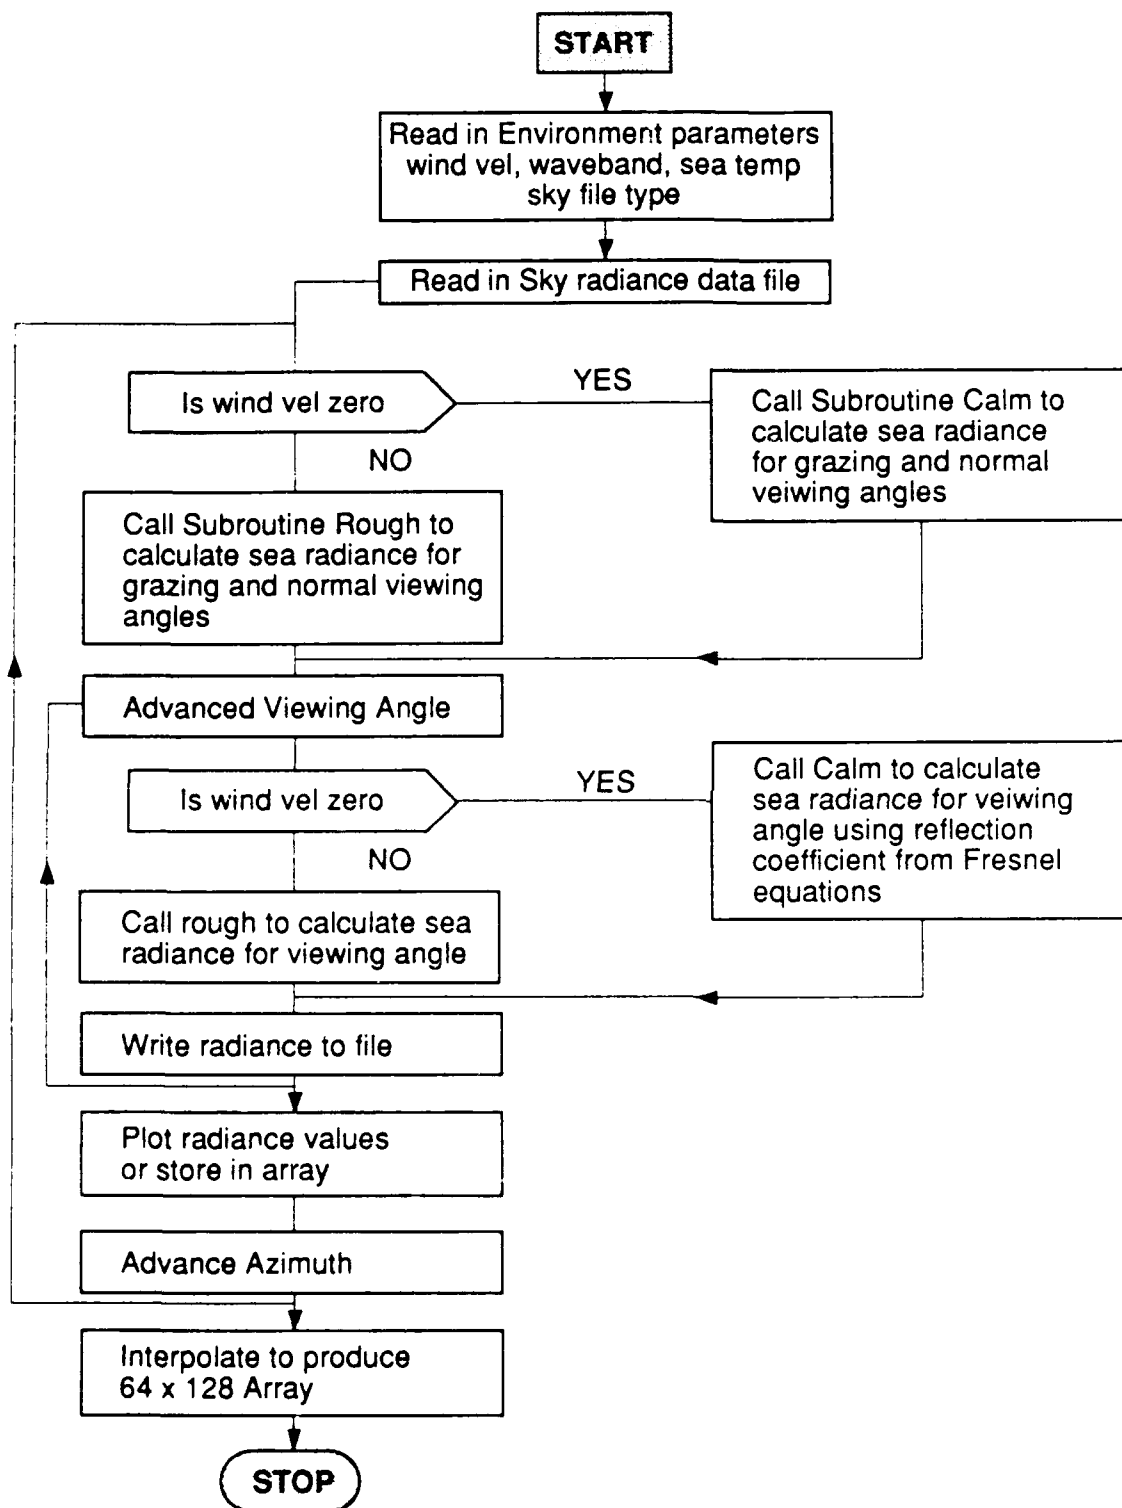 START
Read in Environment parameters
wind vel, waveband, sea temp
sky file type
Read in Sky radiance data file
Is wind vel zero
YES
Call Subroutine Calm to
calculate sea radiance
for grazing and normal
veiwing angles
NO
Call Subroutine Rough to
calculate sea radiance for
grazing and normal viewing
angles
Advanced Viewing Angle
Is wind vel zero
YES
Call Calm to calculate
sea radiance for veiwing
angle using reflection
coefficient from Fresnel
equations
NO
Call rough to calculate sea
radiance for viewing angle
Write radiance to file
Plot radiance values
or store in array
Advance Azimuth
Interpolate to produce
64 x 128 Array
STOP